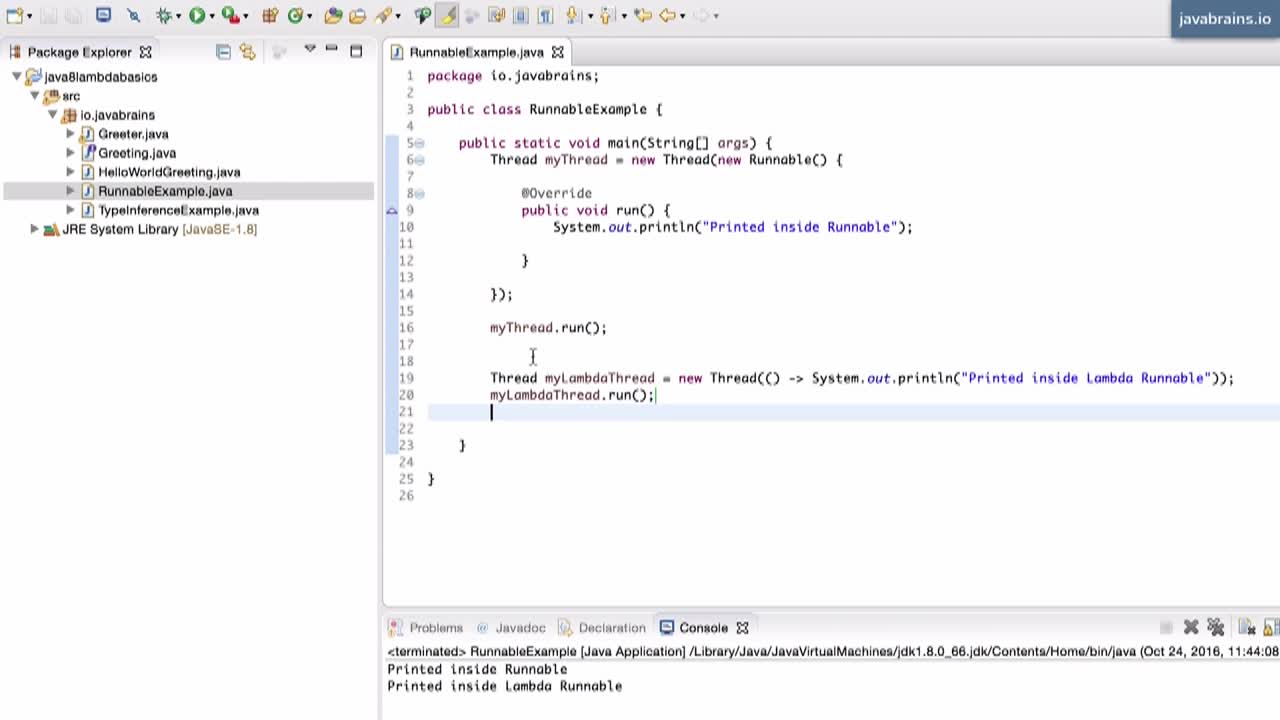 javabrains.io
Package Explorer
java8lambdabasics
src
io.javabrains
Greeter.java
Greeting.java
HelloWorldGreeting.java
RunnableExample.java
TypeInferenceExample.java
JRE System Library [JavaSE-1.8]
RunnableExample.java
1 package io.javabrains;
2
3 public class RunnableExample {
4
5 public static void main(String[] args) {
6 Thread myThread = new Thread(new Runnable() {
7
8 @Override
9 public void run() {
10 System.out.println("Printed inside Runnable");
11
12 }
13
14 });
15
16 myThread.run();
17
18
19 Thread myLambdaThread = new Thread(() -> System.out.println("Printed inside Lambda Runnable"));
20 myLambdaThread.run();
21
22
23 }
24
25 }
26
Problems @ Javadoc Declaration Console
<terminated> RunnableExample [Java Application] /Library/Java/JavaVirtualMachines/jdk1.8.0_66.jdk/Contents/Home/bin/java (Oct 24, 2016, 11:44:08
Printed inside Runnable
Printed inside Lambda Runnable